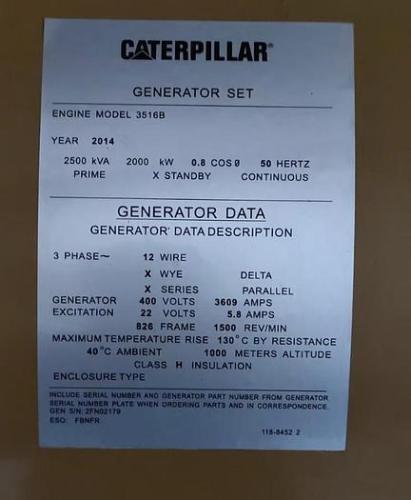 CATERPILLAR®
GENERATOR SET
ENGINE MODEL 3516B
YEAR 2014
2500 kVA 2000 kW 0.8 COS Ø 50 HERTZ
PRIME X STANDBY CONTINUOUS
GENERATOR DATA
GENERATOR DATA DESCRIPTION
3 PHASE~ 12 WIRE
X WYE DELTA
X SERIES PARALLEL
GENERATOR 400 VOLTS 3609 AMPS
EXCITATION 22 VOLTS 5.8 AMPS
826 FRAME 1500 REV/MIN
MAXIMUM TEMPERATURE RISE 130°C BY RESISTANCE
40°C AMBIENT 1000 METERS ALTITUDE
CLASS H INSULATION
ENCLOSURE TYPE
INCLUDE SERIAL NUMBER AND GENERATOR PART NUMBER FROM GENERATOR
SERIAL NUMBER PLATE WHEN ORDERING PARTS AND IN CORRESPONDENCE.
GEN S/N: 2FN02179
ESO: FBNFR
118-8452 2